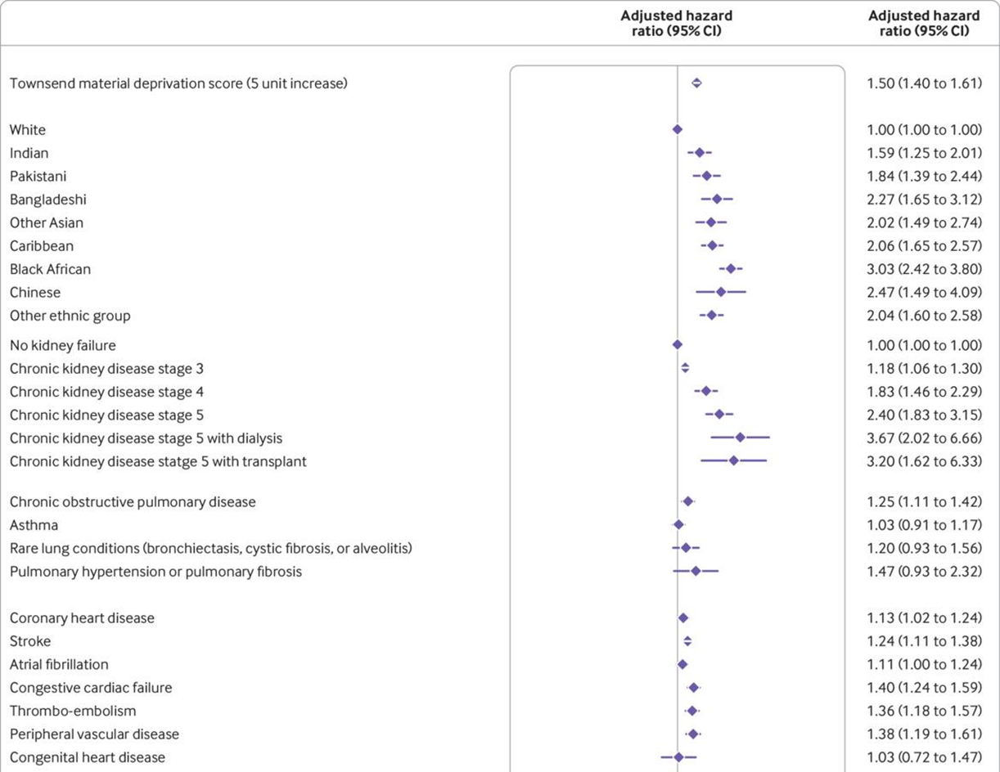 Adjusted hazard
ratio (95% CI)
Adjusted hazard
ratio (95% CI)
Townsend material deprivation score (5 unit increase) 1.50 (1.40 to 1.61)
White 1.00 (1.00 to 1.00)
Indian 1.59 (1.25 to 2.01)
Pakistani 1.84 (1.39 to 2.44)
Bangladeshi 2.27 (1.65 to 3.12)
Other Asian 2.02 (1.49 to 2.74)
Caribbean 2.06 (1.65 to 2.57)
Black African 3.03 (2.42 to 3.80)
Chinese 2.47 (1.49 to 4.09)
Other ethnic group 2.04 (1.60 to 2.58)
No kidney failure 1.00 (1.00 to 1.00)
Chronic kidney disease stage 3 1.18 (1.06 to 1.30)
Chronic kidney disease stage 4 1.83 (1.46 to 2.29)
Chronic kidney disease stage 5 2.40 (1.83 to 3.15)
Chronic kidney disease stage 5 with dialysis 3.67 (2.02 to 6.66)
Chronic kidney disease statge 5 with transplant 3.20 (1.62 to 6.33)
Chronic obstructive pulmonary disease 1.25 (1.11 to 1.42)
Asthma 1.03 (0.91 to 1.17)
Rare lung conditions (bronchiectasis, cystic fibrosis, or alveolitis) 1.20 (0.93 to 1.56)
Pulmonary hypertension or pulmonary fibrosis 1.47 (0.93 to 2.32)
Coronary heart disease 1.13 (1.02 to 1.24)
Stroke 1.24 (1.11 to 1.38)
Atrial fibrillation 1.11 (1.00 to 1.24)
Congestive cardiac failure 1.40 (1.24 to 1.59)
Thrombo-embolism 1.36 (1.18 to 1.57)
Peripheral vascular disease 1.38 (1.19 to 1.61)
Congenital heart disease 1.03 (0.72 to 1.47)